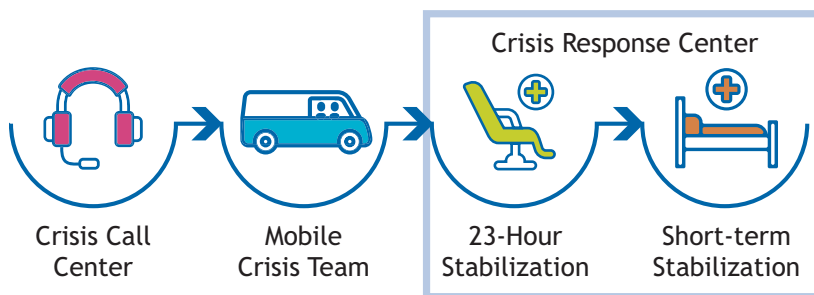 Crisis Response Center
Crisis Call
Center
Mobile
Crisis Team
23-Hour
Stabilization
Short-term
Stabilization